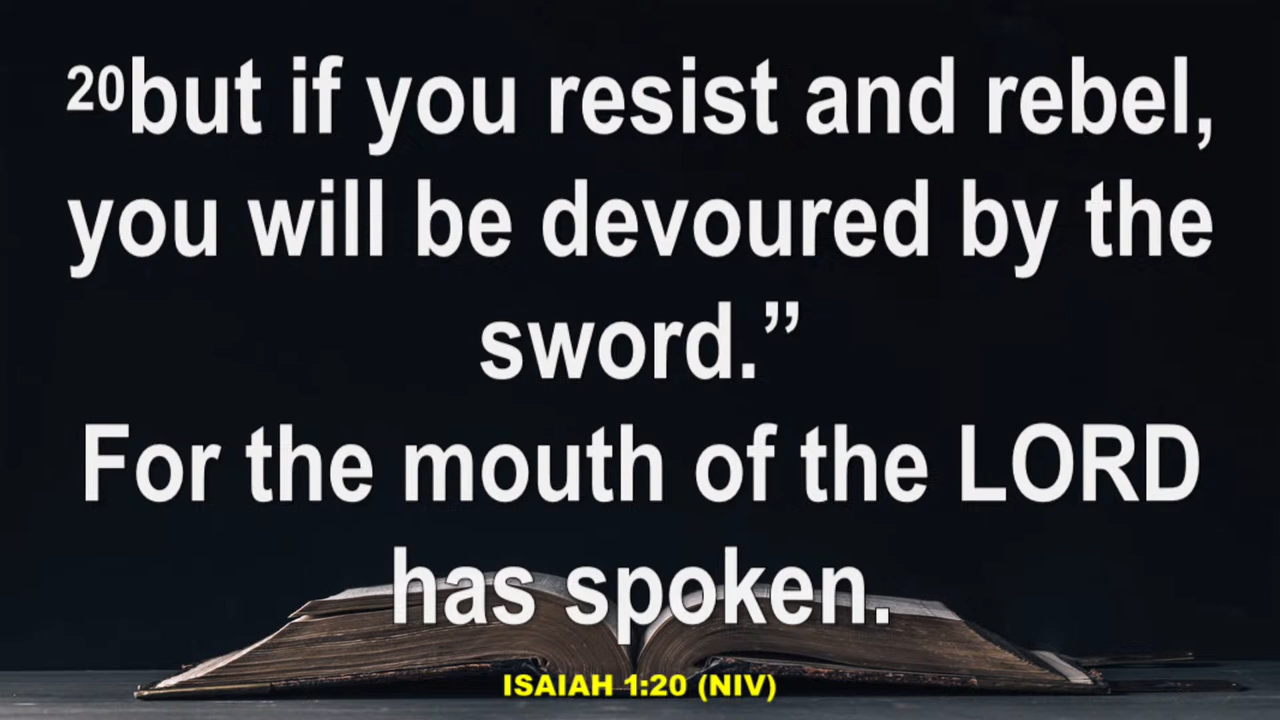 20but if you resist and rebel,
you will be devoured by the
sword.”
For the mouth of the LORD
has spoken.
ISAIAH 1:20 (NIV)